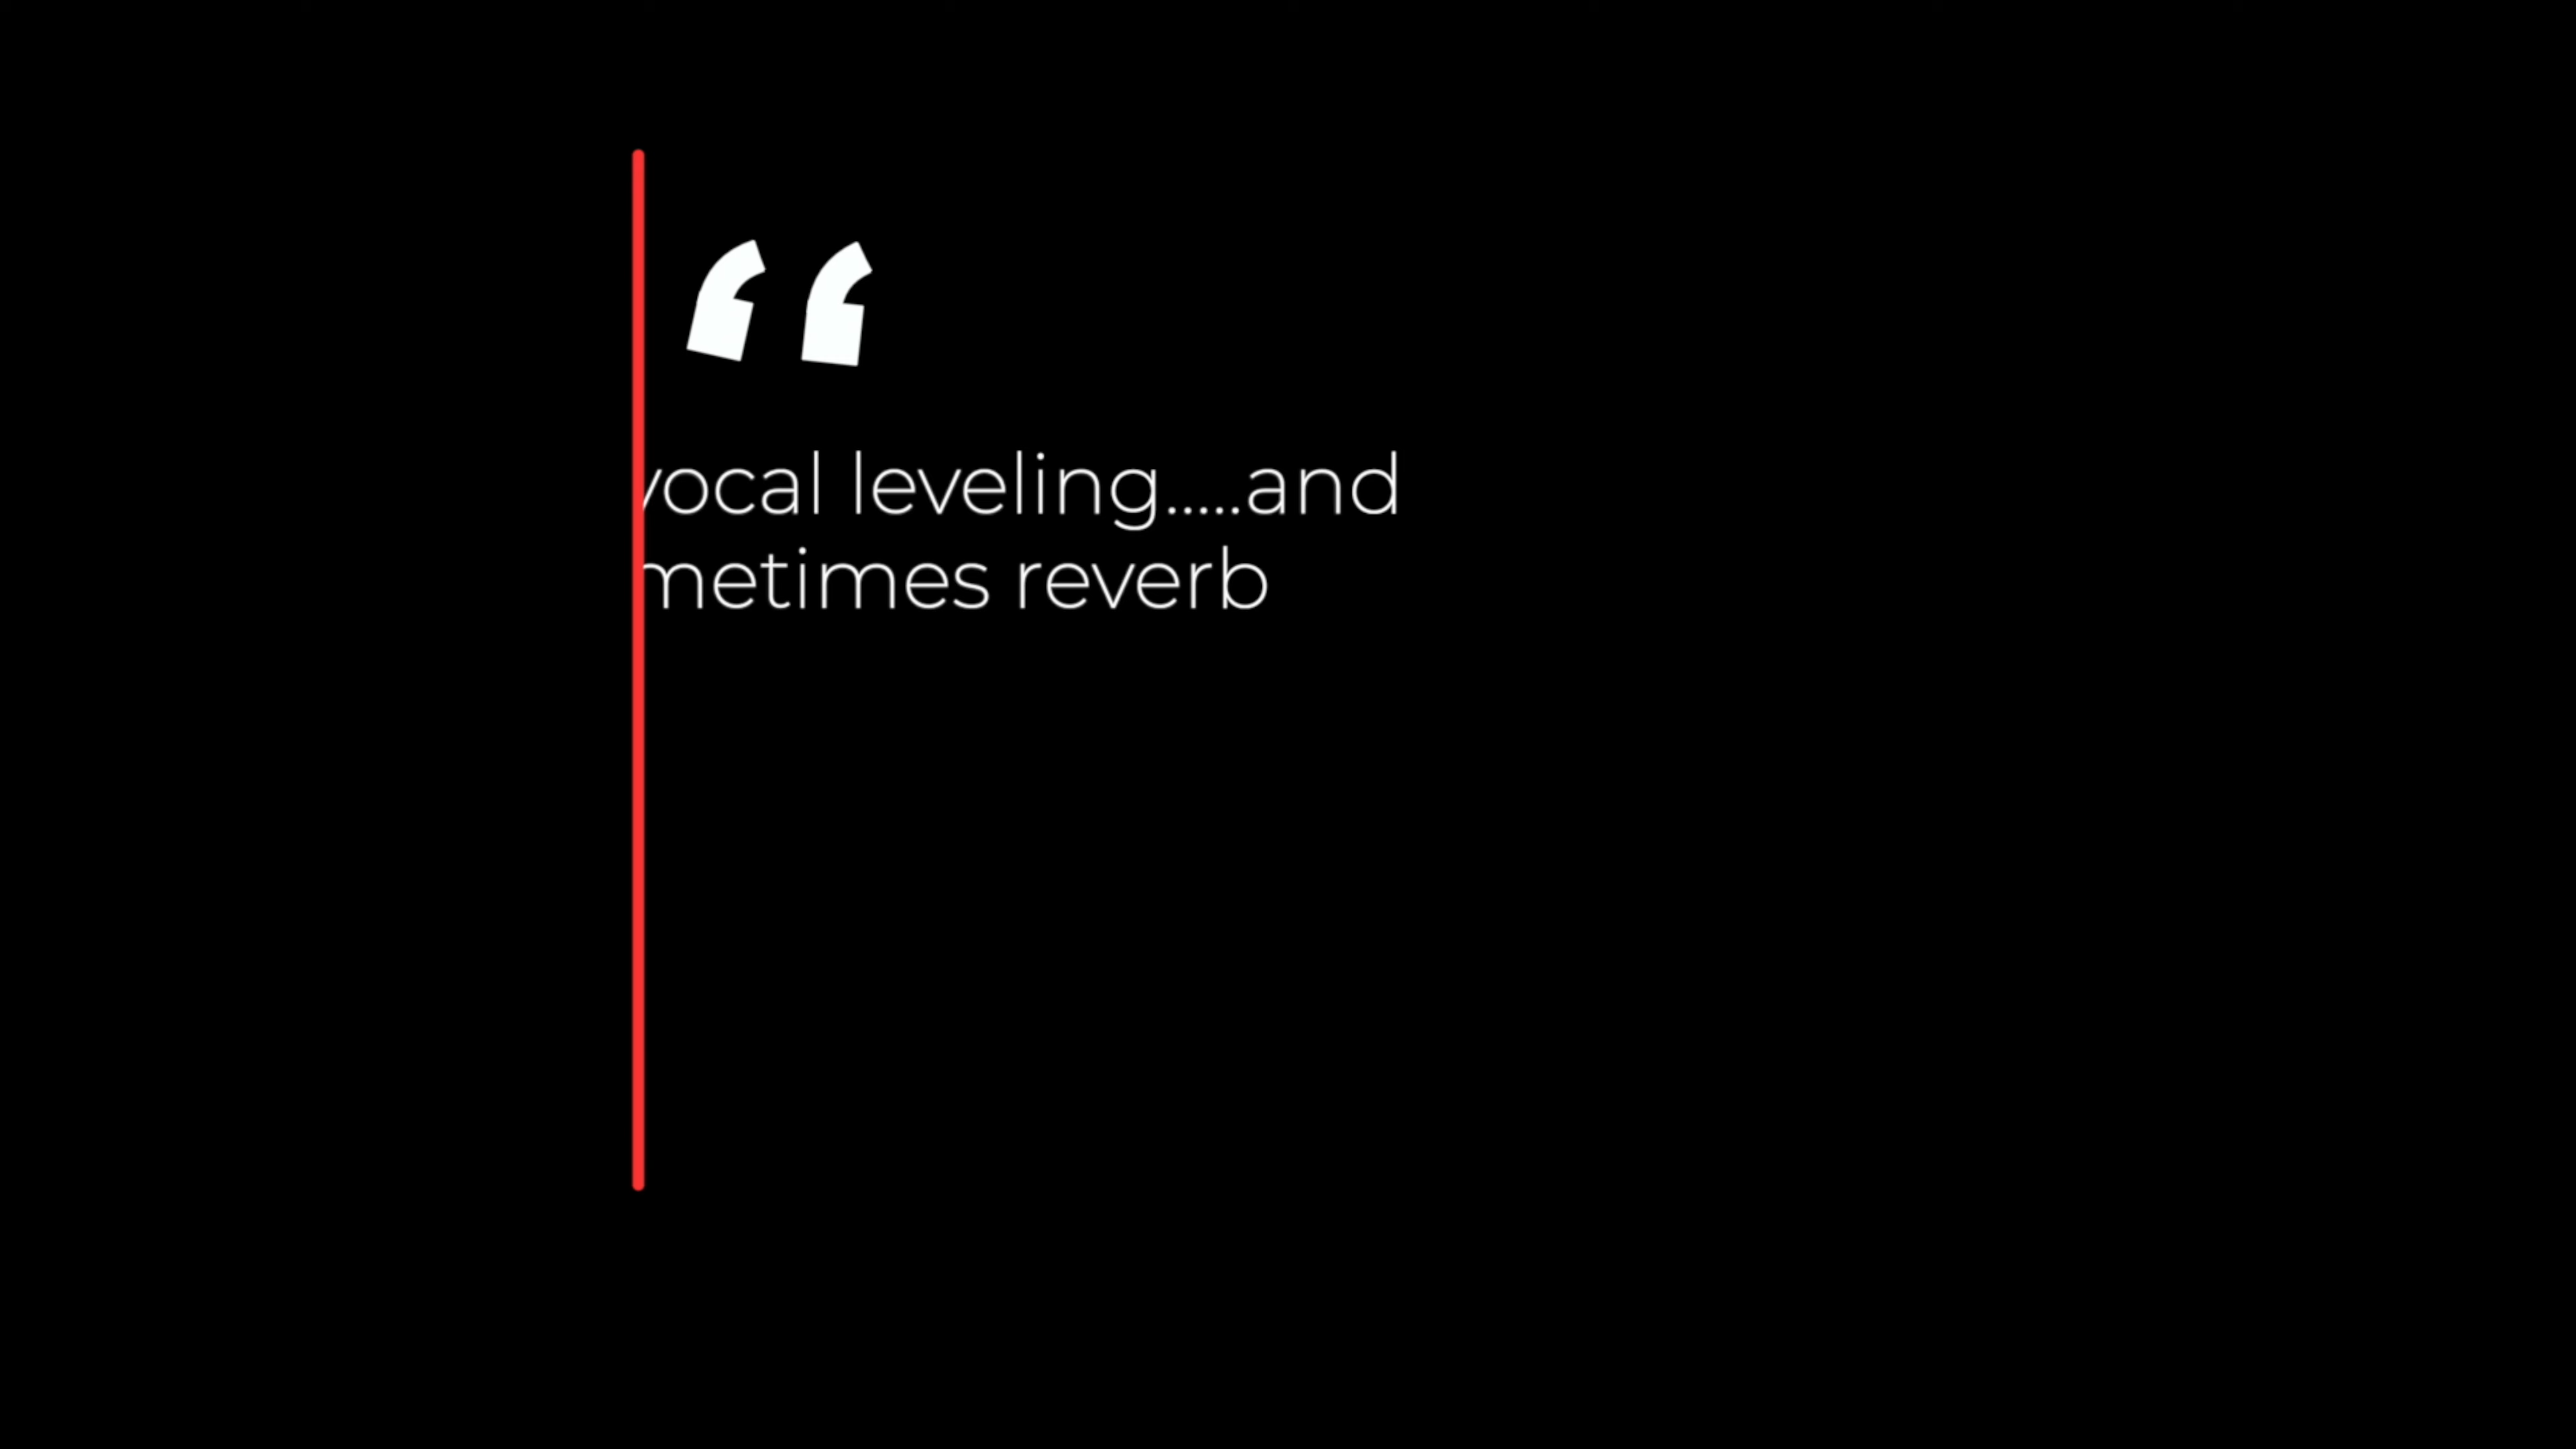 “
vocal leveling.....and
metimes reverb